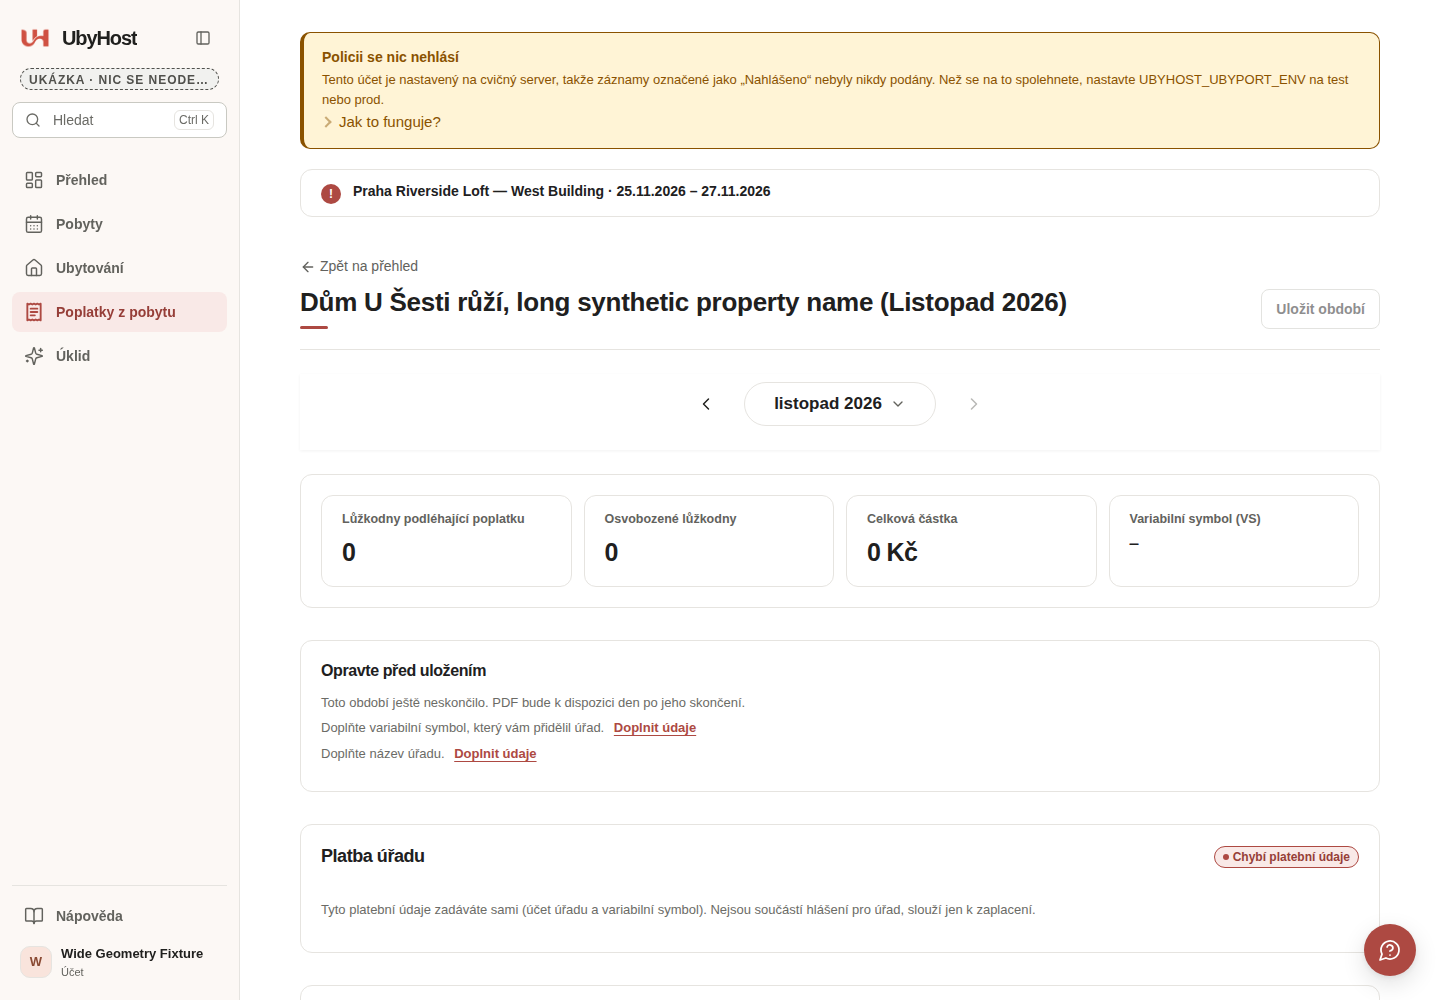 UbyHost
UKÁZKA · NIC SE NEODE…
Hledat
Ctrl K
Přehled
Pobyty
Ubytování
Poplatky z pobytu
Úklid
Nápověda
W
Wide Geometry Fixture
Účet
Policii se nic nehlásí
Tento účet je nastavený na cvičný server, takže záznamy označené jako „Nahlášeno“ nebyly nikdy podány. Než se na to spolehnete, nastavte UBYHOST_UBYPORT_ENV na test
nebo prod.
Jak to funguje?
! Praha Riverside Loft — West Building · 25.11.2026 – 27.11.2026
Zpět na přehled
Dům U Šesti růží, long synthetic property name (Listopad 2026)
Uložit období
listopad 2026
Lůžkodny podléhající poplatku
0
Osvobozené lůžkodny
0
Celková částka
0 Kč
Variabilní symbol (VS)
–
Opravte před uložením
Toto období ještě neskončilo. PDF bude k dispozici den po jeho skončení.
Doplňte variabilní symbol, který vám přidělil úřad. Doplnit údaje
Doplňte název úřadu. Doplnit údaje
Platba úřadu
Chybí platební údaje
Tyto platební údaje zadáváte sami (účet úřadu a variabilní symbol). Nejsou součástí hlášení pro úřad, slouží jen k zaplacení.